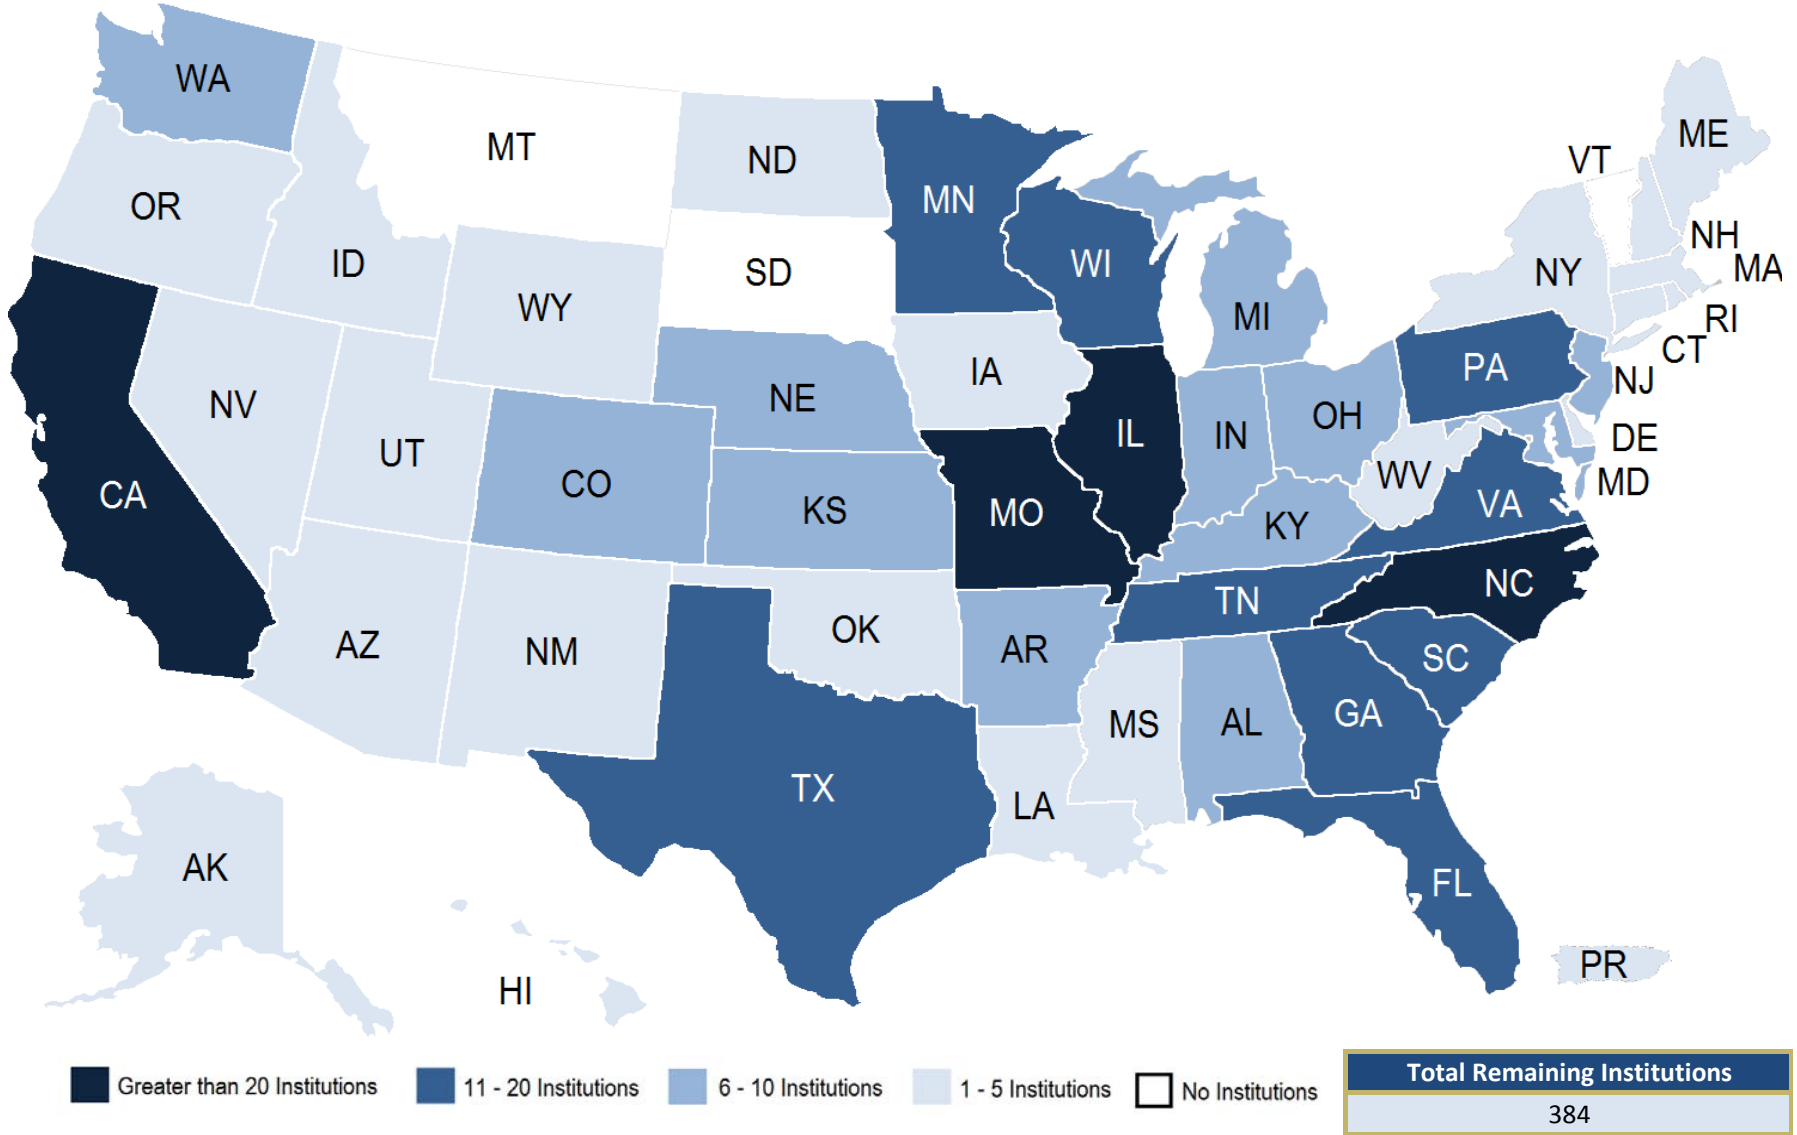 WA
MT
ND
MN
VT
ME
OR
ID
WY
SD
WI
MI
NY
NH
MA
RI
CT
NV
UT
CO
NE
IA
IL
IN
OH
PA
NJ
DE
MD
CA
KS
MO
KY
WV
VA
AZ
NM
OK
AR
TN
NC
SC
TX
LA
MS
AL
GA
FL
AK
HI
PR
Greater than 20 Institutions
11 - 20 Institutions
6 - 10 Institutions
1 - 5 Institutions
No Institutions
Total Remaining Institutions
384